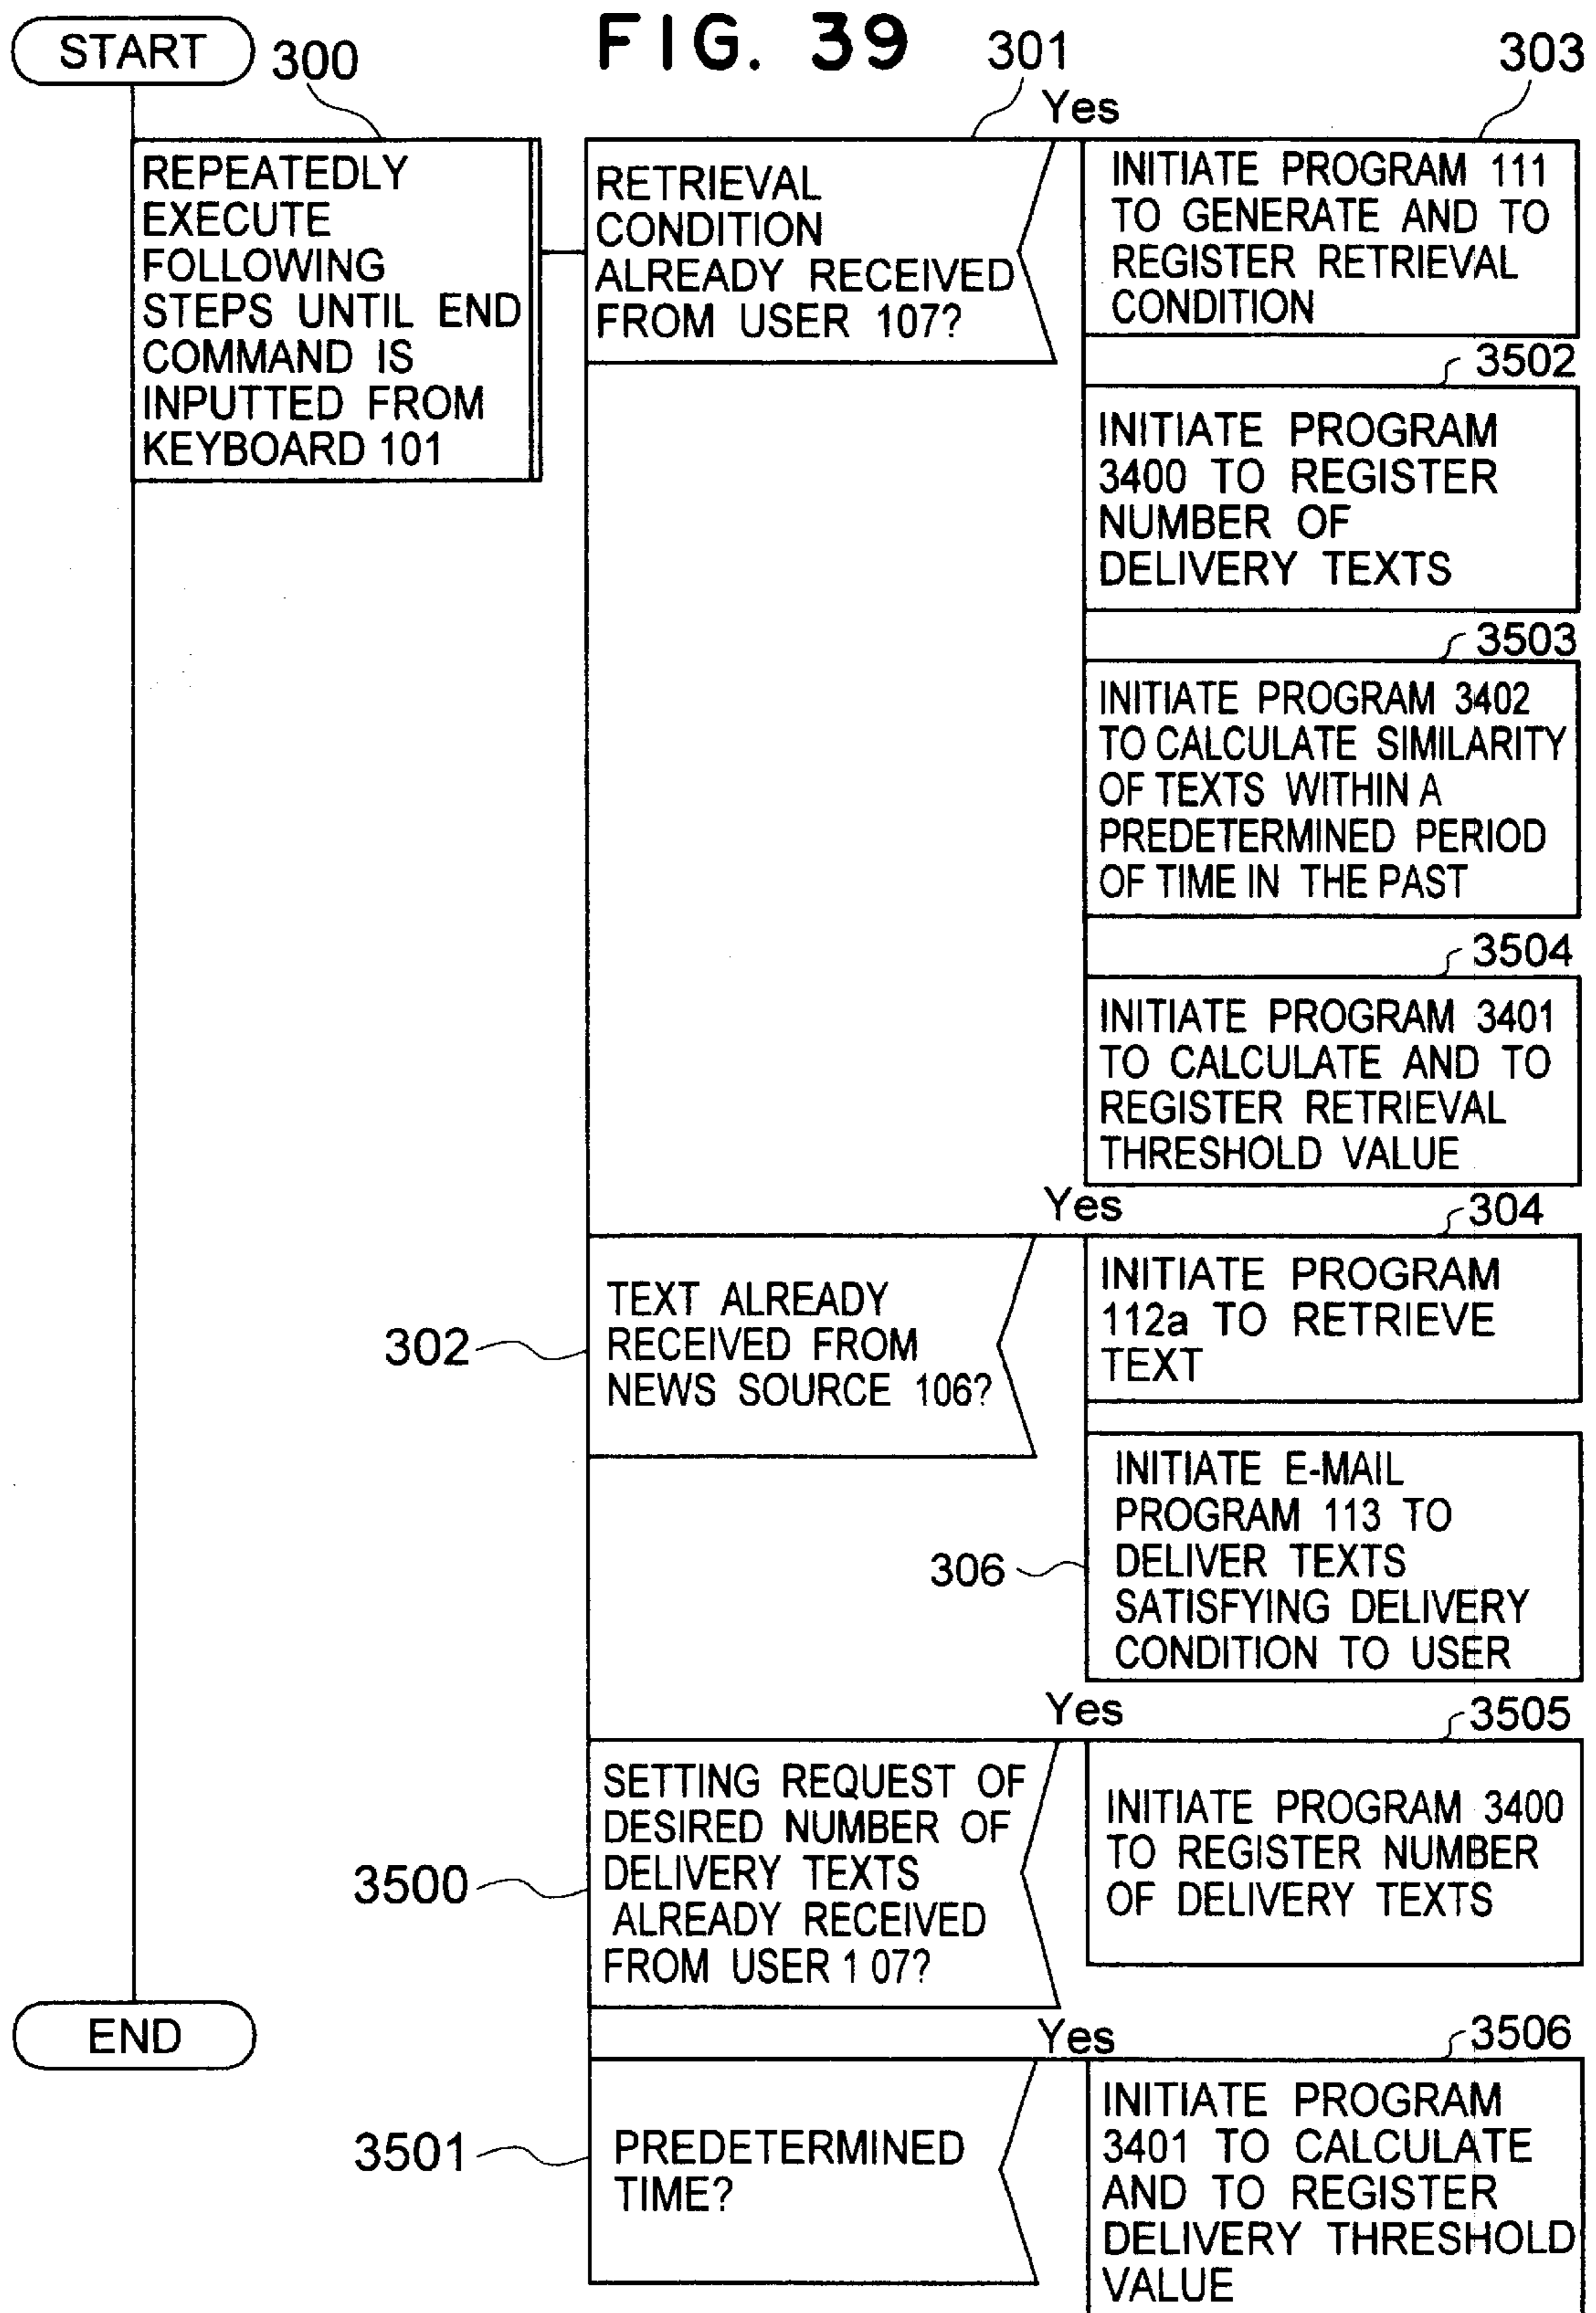 FIG. 39
START
300
REPEATEDLY
EXECUTE
FOLLOWING
STEPS UNTIL END
COMMAND IS
INPUTTED FROM
KEYBOARD 101
301
RETRIEVAL
CONDITION
ALREADY RECEIVED
FROM USER 107?
Yes
303
INITIATE PROGRAM 111
TO GENERATE AND TO
REGISTER RETRIEVAL
CONDITION
3502
INITIATE PROGRAM
3400 TO REGISTER
NUMBER OF
DELIVERY TEXTS
3503
INITIATE PROGRAM 3402
TO CALCULATE SIMILARITY
OF TEXTS WITHIN A
PREDETERMINED PERIOD
OF TIME IN THE PAST
3504
INITIATE PROGRAM 3401
TO CALCULATE AND TO
REGISTER RETRIEVAL
THRESHOLD VALUE
302
TEXT ALREADY
RECEIVED FROM
NEWS SOURCE 106?
Yes
304
INITIATE PROGRAM
112a TO RETRIEVE
TEXT
306
INITIATE E-MAIL
PROGRAM 113 TO
DELIVER TEXTS
SATISFYING DELIVERY
CONDITION TO USER
3500
SETTING REQUEST OF
DESIRED NUMBER OF
DELIVERY TEXTS
ALREADY RECEIVED
FROM USER 1 07?
Yes
3505
INITIATE PROGRAM 3400
TO REGISTER NUMBER
OF DELIVERY TEXTS
3501
PREDETERMINED
TIME?
Yes
3506
INITIATE PROGRAM
3401 TO CALCULATE
AND TO REGISTER
DELIVERY THRESHOLD
VALUE
END